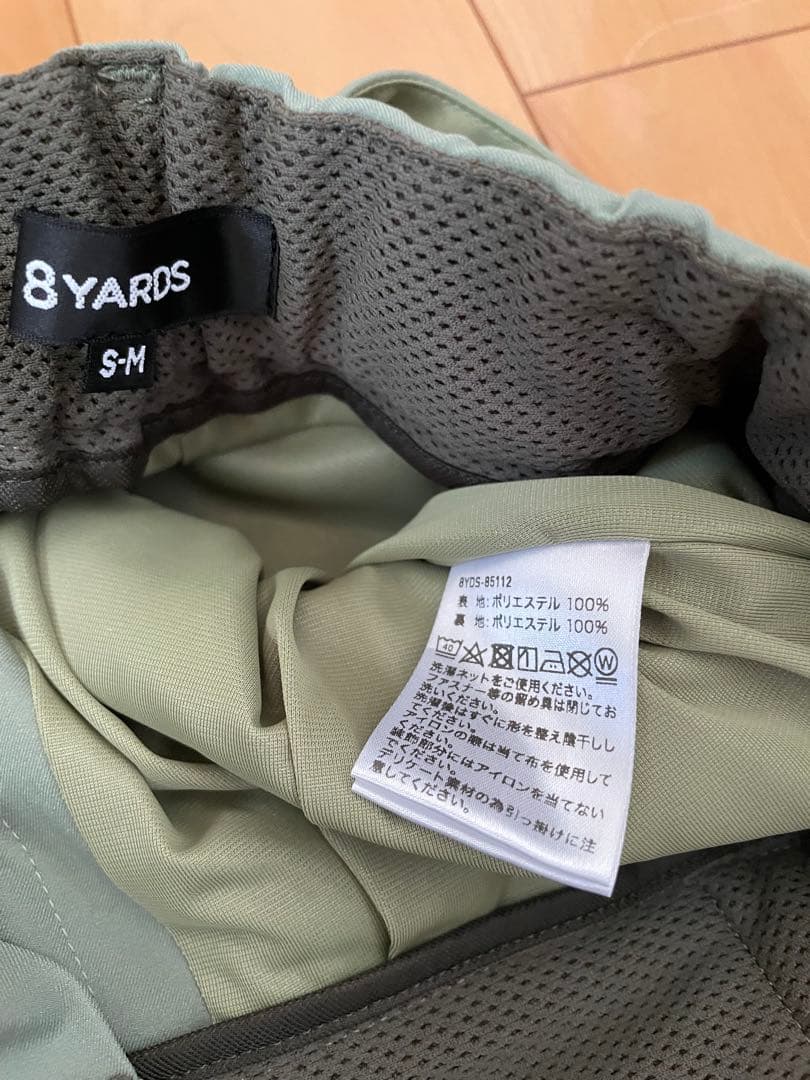 8 YARDS
S-M
8YDS-85112
表 地:ポリエステル 100%
裏 地:ポリエステル 100%
40
W
洗濯ネットをご使用ください。
ファスナー等の留め具は閉じてお
洗いください。
洗濯後はすぐに形を整え陰干しし
てください。
アイロンの際は当て布を使用して
ください。
装飾部分にはアイロンを当てない
でください。
デリケート素材の為引っ掛けに注
意してください。